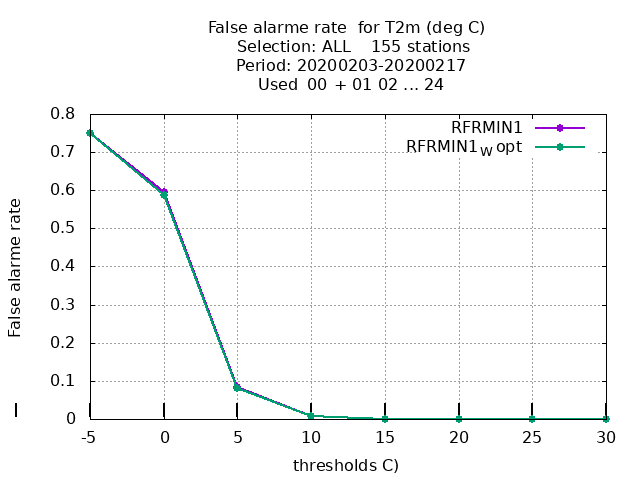 False alarme rate for T2m (deg C)
Selection: ALL 155 stations
Period: 20200203-20200217
Used 00 + 01 02 ... 24
RFRMIN1
RFRMIN1W opt
False alarme rate
0.8
0.7
0.6
0.5
0.4
0.3
0.2
0.1
0
-5 0 5 10 15 20 25 30
thresholds C)